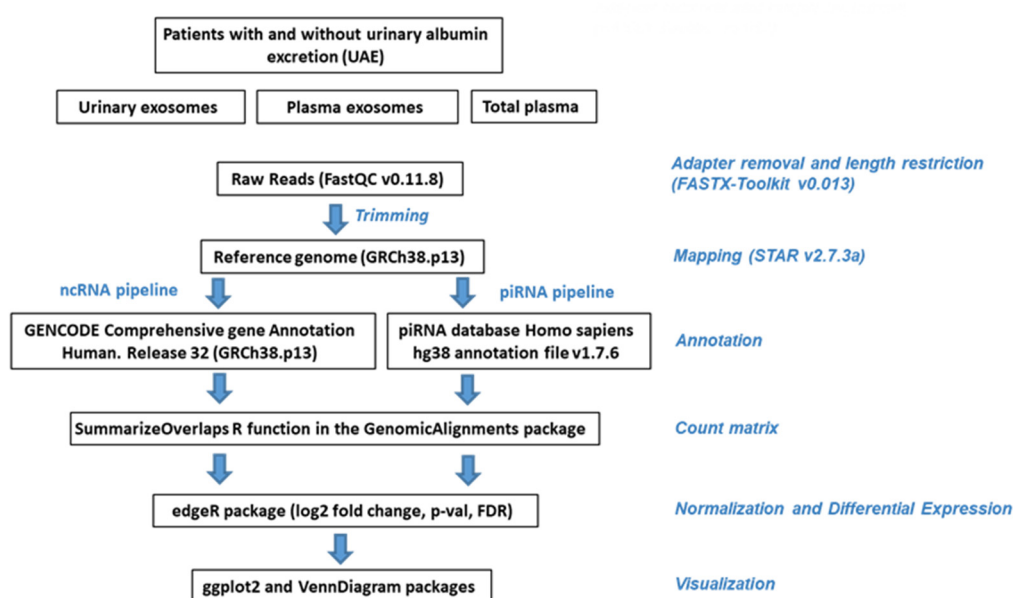 Patients with and without urinary albumin
excretion (UAE)
Urinary exosomes
Plasma exosomes
Total plasma
Raw Reads (FastQC v0.11.8)
Adapter removal and length restriction
(FASTX-Toolkit v0.013)
Trimming
Reference genome (GRCh38.p13)
Mapping (STAR v2.7.3a)
ncRNA pipeline
piRNA pipeline
GENCODE Comprehensive gene Annotation
Human. Release 32 (GRCh38.p13)
piRNA database Homo sapiens
hg38 annotation file v1.7.6
Annotation
SummarizeOverlaps R function in the GenomicAlignments package
Count matrix
edgeR package (log2 fold change, p-val, FDR)
Normalization and Differential Expression
ggplot2 and VennDiagram packages
Visualization